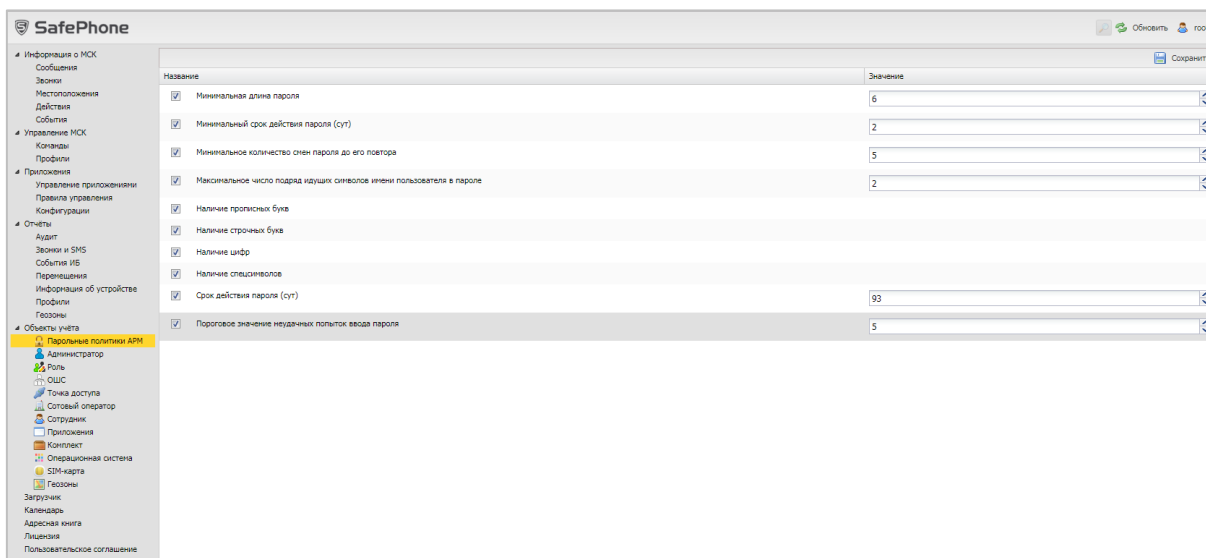 SafePhone
Обновить
Информация о МСК
Сообщения
Звонки
Местоположения
Действия
События
Управление МСК
Команды
Профили
Приложения
Управление приложениями
Правила управления
Конфигурации
Отчёты
Аудит
Звонки и SMS
События ИБ
Перемещения
Информация об устройстве
Профили
Геозоны
Объекты учёта
Парольные политики АРМ
Администратор
Роль
ОШС
Точка доступа
Сотовый оператор
Сотрудник
Приложения
Комплект
Операционная система
SIM-карта
Геозоны
Загрузчик
Календарь
Адресная книга
Лицензия
Пользовательское соглашение
Сохранит
Название Значение
Минимальная длина пароля 6
Минимальный срок действия пароля (сут) 2
Минимальное количество смен пароля до его повтора 5
Максимальное число подряд идущих символов имени пользователя в пароле 2
Наличие прописных букв
Наличие строчных букв
Наличие цифр
Наличие спецсимволов
Срок действия пароля (сут) 93
Пороговое значение неудачных попыток ввода пароля 5